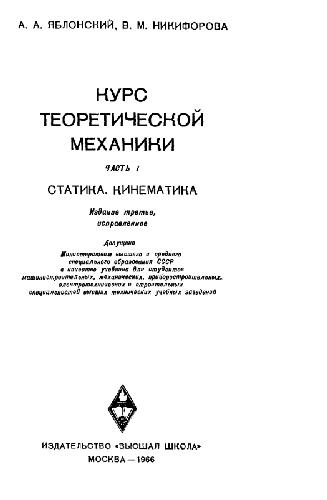 А. А. ЯБЛОНСКИЙ, В. М. НИКИФОРОВА
КУРС
ТЕОРЕТИЧЕСКОЙ
МЕХАНИКИ
ЧАСТЬ I
СТАТИКА. КИНЕМАТИКА
Издание третье,
исправленное
Допущено
Министерством высшего и среднего
специального образования СССР
в качестве учебника для студентов
машиностроительных, механических, приборостроительных,
электротехнических и строительных
специальностей высших технических учебных заведений
ИЗДАТЕЛЬСТВО «ВЫСШАЯ ШКОЛА»
МОСКВА—1966